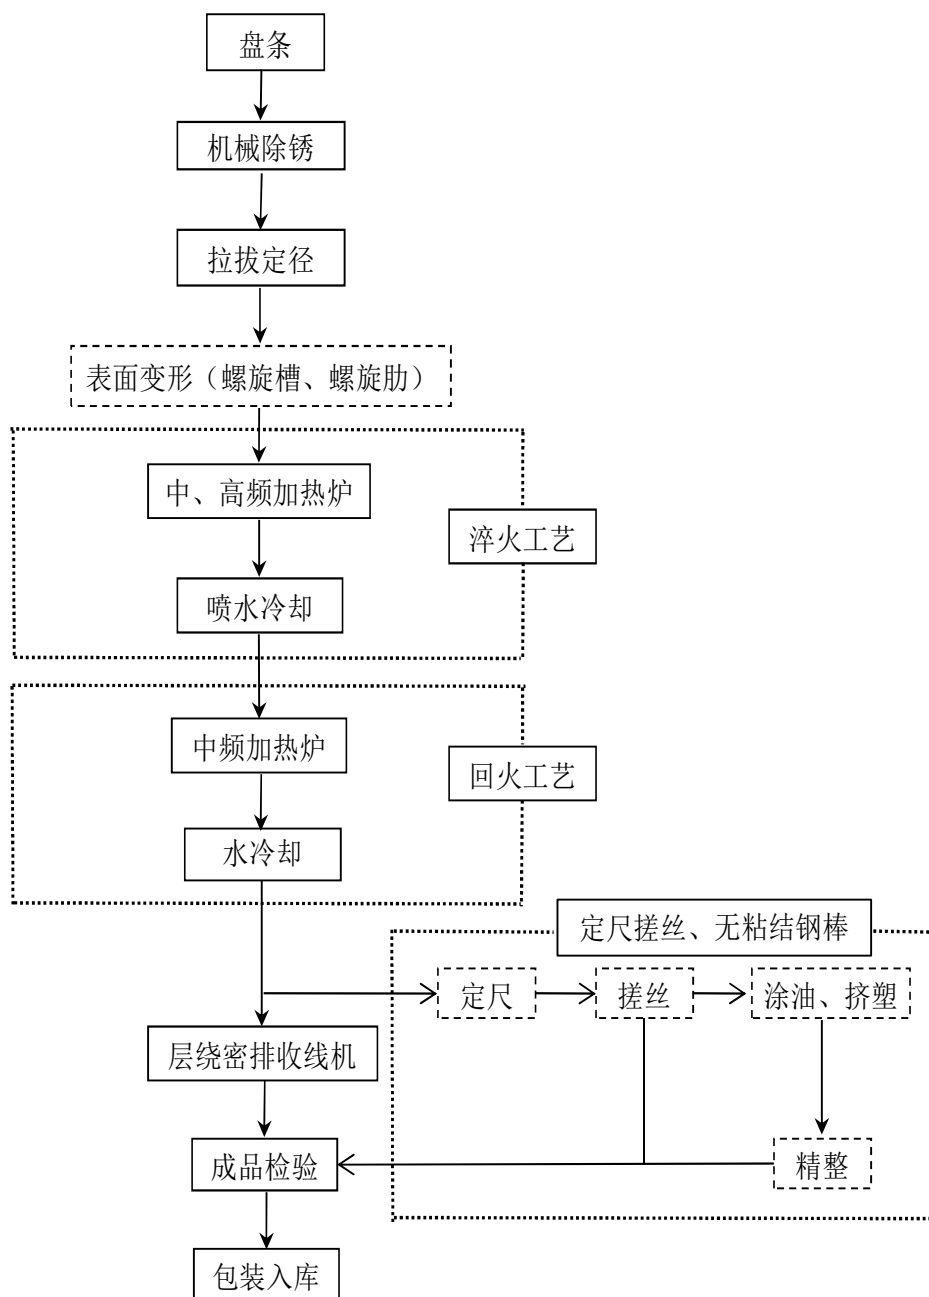 盘条
机械除锈
拉拔定径
表面变形（螺旋槽、螺旋肋）
中、高频加热炉
淬火工艺
喷水冷却
中频加热炉
回火工艺
水冷却
定尺搓丝、无粘结钢棒
定尺
搓丝
涂油、挤塑
层绕密排收线机
成品检验
精整
包装入库